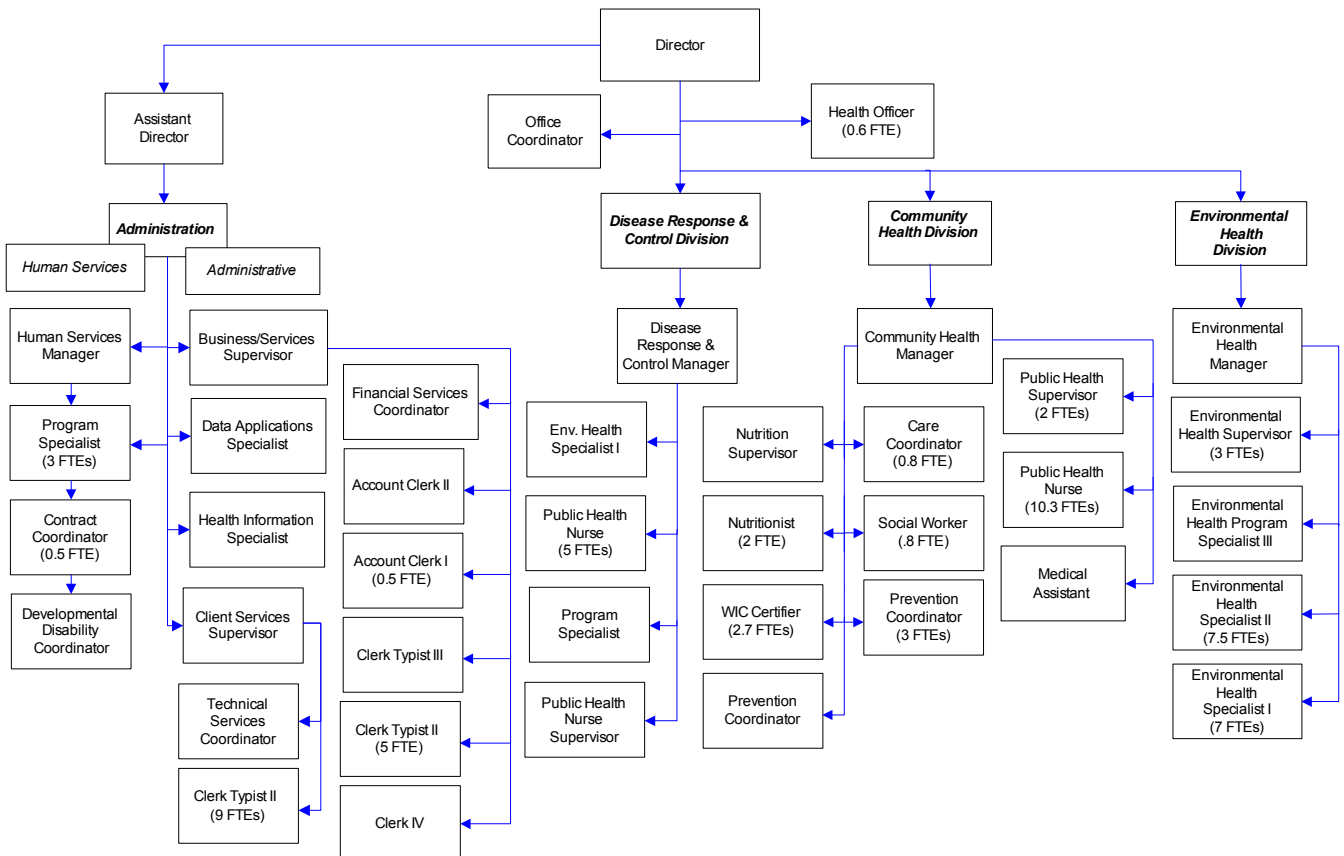 Director
Assistant
Director
Office
Coordinator
Health Officer
(0.6 FTE)
Administration
Human Services
Administrative
Disease Response &
Control Division
Community
Health Division
Environmental
Health
Division
Human Services
Manager
Program
Specialist
(3 FTEs)
Contract
Coordinator
(0.5 FTE)
Developmental
Disability
Coordinator
Business/Services
Supervisor
Data Applications
Specialist
Health Information
Specialist
Client Services
Supervisor
Technical
Services
Coordinator
Clerk Typist II
(9 FTEs)
Financial Services
Coordinator
Account Clerk II
Account Clerk I
(0.5 FTE)
Clerk Typist III
Clerk Typist II
(5 FTE)
Clerk IV
Disease
Response &
Control Manager
Env. Health
Specialist I
Public Health
Nurse
(5 FTEs)
Program
Specialist
Public Health
Nurse
Supervisor
Community Health
Manager
Nutrition
Supervisor
Nutritionist
(2 FTE)
WIC Certifier
(2.7 FTEs)
Prevention
Coordinator
Care
Coordinator
(0.8 FTE)
Social Worker
(.8 FTE)
Prevention
Coordinator
(3 FTEs)
Public Health
Supervisor
(2 FTEs)
Public Health
Nurse
(10.3 FTEs)
Medical
Assistant
Environmental
Health
Manager
Environmental
Health Supervisor
(3 FTEs)
Environmental
Health Program
Specialist III
Environmental
Health
Specialist II
(7.5 FTEs)
Environmental
Health
Specialist I
(7 FTEs)